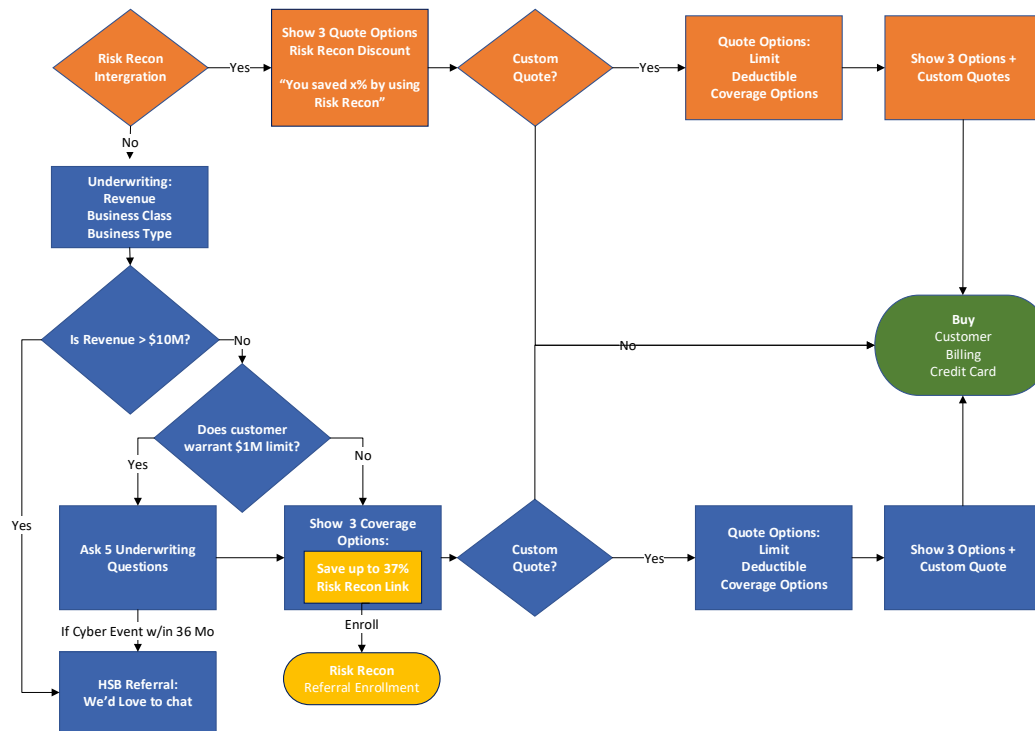 Risk Recon
Intergration
Yes
Show 3 Quote Options
Risk Recon Discount
“You saved x% by using
Risk Recon”
Custom
Quote?
Yes
Quote Options:
Limit
Deductible
Coverage Options
Show 3 Options +
Custom Quotes
No
Underwriting:
Revenue
Business Class
Business Type
Is Revenue > $10M?
No
No
Buy
Customer
Billing
Credit Card
Does customer
warrant $1M limit?
Yes
No
Yes
Ask 5 Underwriting
Questions
Show  3 Coverage
Options:
Save up to 37%
Risk Recon Link
Custom
Quote?
Yes
Quote Options:
Limit
Deductible
Coverage Options
Show 3 Options +
Custom Quote
If Cyber Event w/in 36 Mo
Enroll
HSB Referral:
We’d Love to chat
Risk Recon
Referral Enrollment